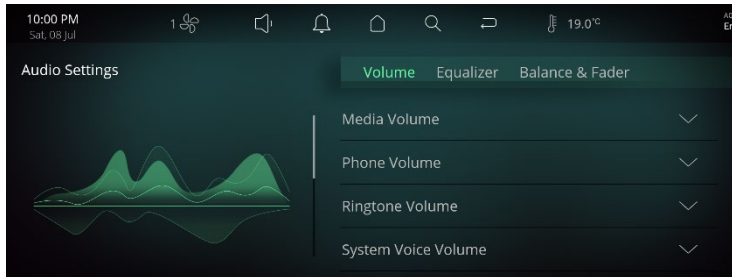 10:00 PM
Sat, 08 Jul
1
19.0°C
Audio Settings
Volume Equalizer Balance & Fader
Media Volume
Phone Volume
Ringtone Volume
System Voice Volume